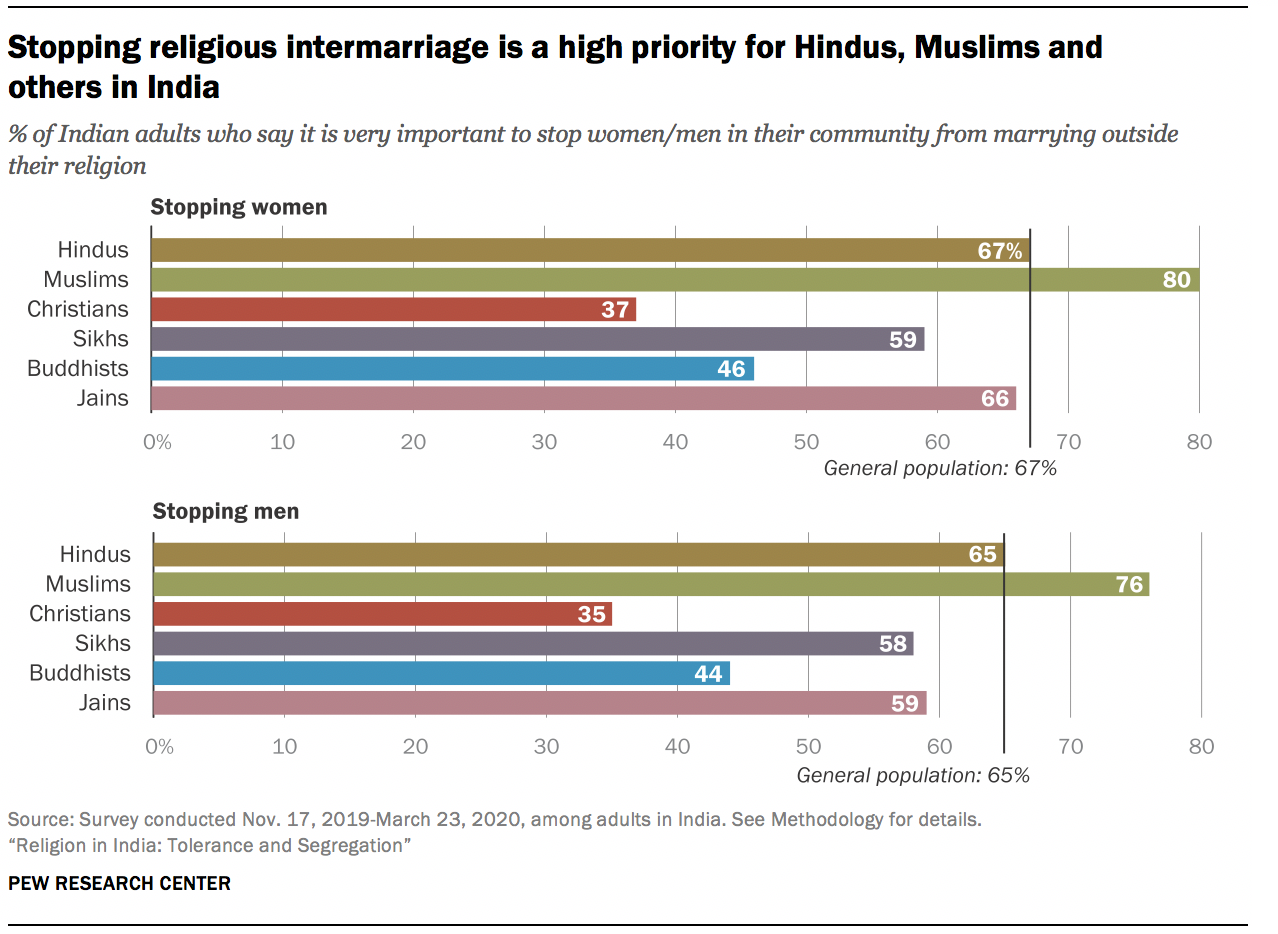 Stopping religious intermarriage is a high priority for Hindus, Muslims and
others in India
% of Indian adults who say it is very important to stop women/men in their community from marrying outside
their religion
Stopping women
Hindus 67%
Muslims 80
Christians 37
Sikhs 59
Buddhists 46
Jains 66
0% 10 20 30 40 50 60 70 80
General population: 67%
Stopping men
Hindus 65
Muslims 76
Christians 35
Sikhs 58
Buddhists 44
Jains 59
0% 10 20 30 40 50 60 70 80
General population: 65%
Source: Survey conducted Nov. 17, 2019-March 23, 2020, among adults in India. See Methodology for details.
“Religion in India: Tolerance and Segregation”
PEW RESEARCH CENTER